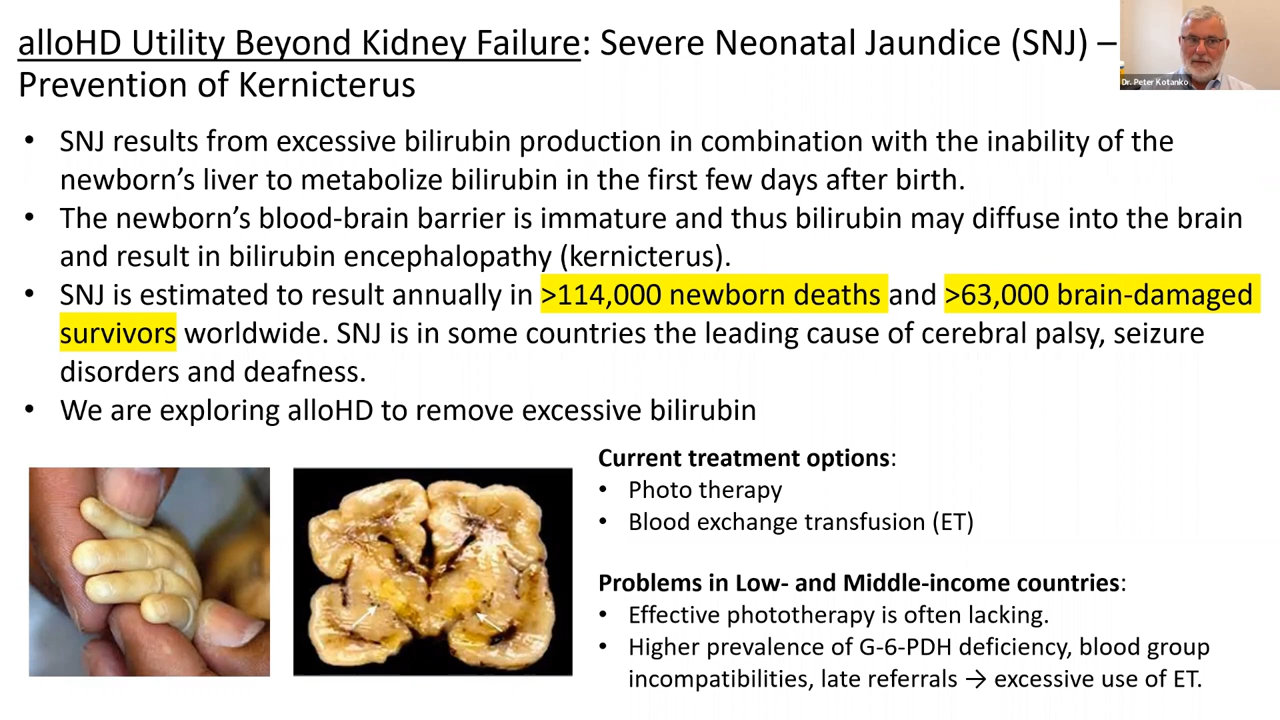 alloHD Utility Beyond Kidney Failure: Severe Neonatal Jaundice (SNJ) –
Prevention of Kernicterus
Dr. Peter Kotanko
• SNJ results from excessive bilirubin production in combination with the inability of the
newborn’s liver to metabolize bilirubin in the first few days after birth.
• The newborn’s blood-brain barrier is immature and thus bilirubin may diffuse into the brain
and result in bilirubin encephalopathy (kernicterus).
• SNJ is estimated to result annually in >114,000 newborn deaths and >63,000 brain-damaged
survivors worldwide. SNJ is in some countries the leading cause of cerebral palsy, seizure
disorders and deafness.
• We are exploring alloHD to remove excessive bilirubin
Current treatment options:
• Photo therapy
• Blood exchange transfusion (ET)
Problems in Low- and Middle-income countries:
• Effective phototherapy is often lacking.
• Higher prevalence of G-6-PDH deficiency, blood group
incompatibilities, late referrals → excessive use of ET.